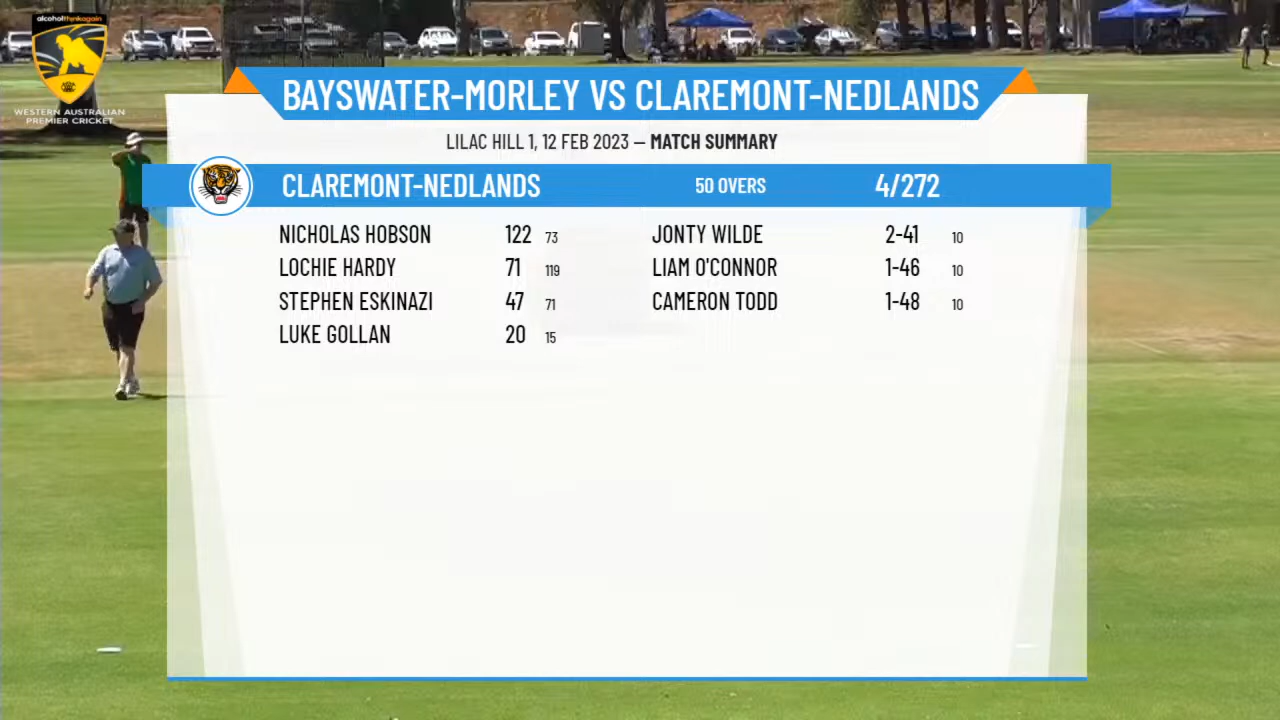 alcoholthinkagain
WESTERN AUSTRALIAN
PREMIER CRICKET
BAYSWATER-MORLEY VS CLAREMONT-NEDLANDS
LILAC HILL 1, 12 FEB 2023 – MATCH SUMMARY
CLAREMONT-NEDLANDS 50 OVERS 4/272
NICHOLAS HOBSON 122 73 JONTY WILDE 2-41 10
LOCHIE HARDY 71 119 LIAM O'CONNOR 1-46 10
STEPHEN ESKINAZI 47 71 CAMERON TODD 1-48 10
LUKE GOLLAN 20 15